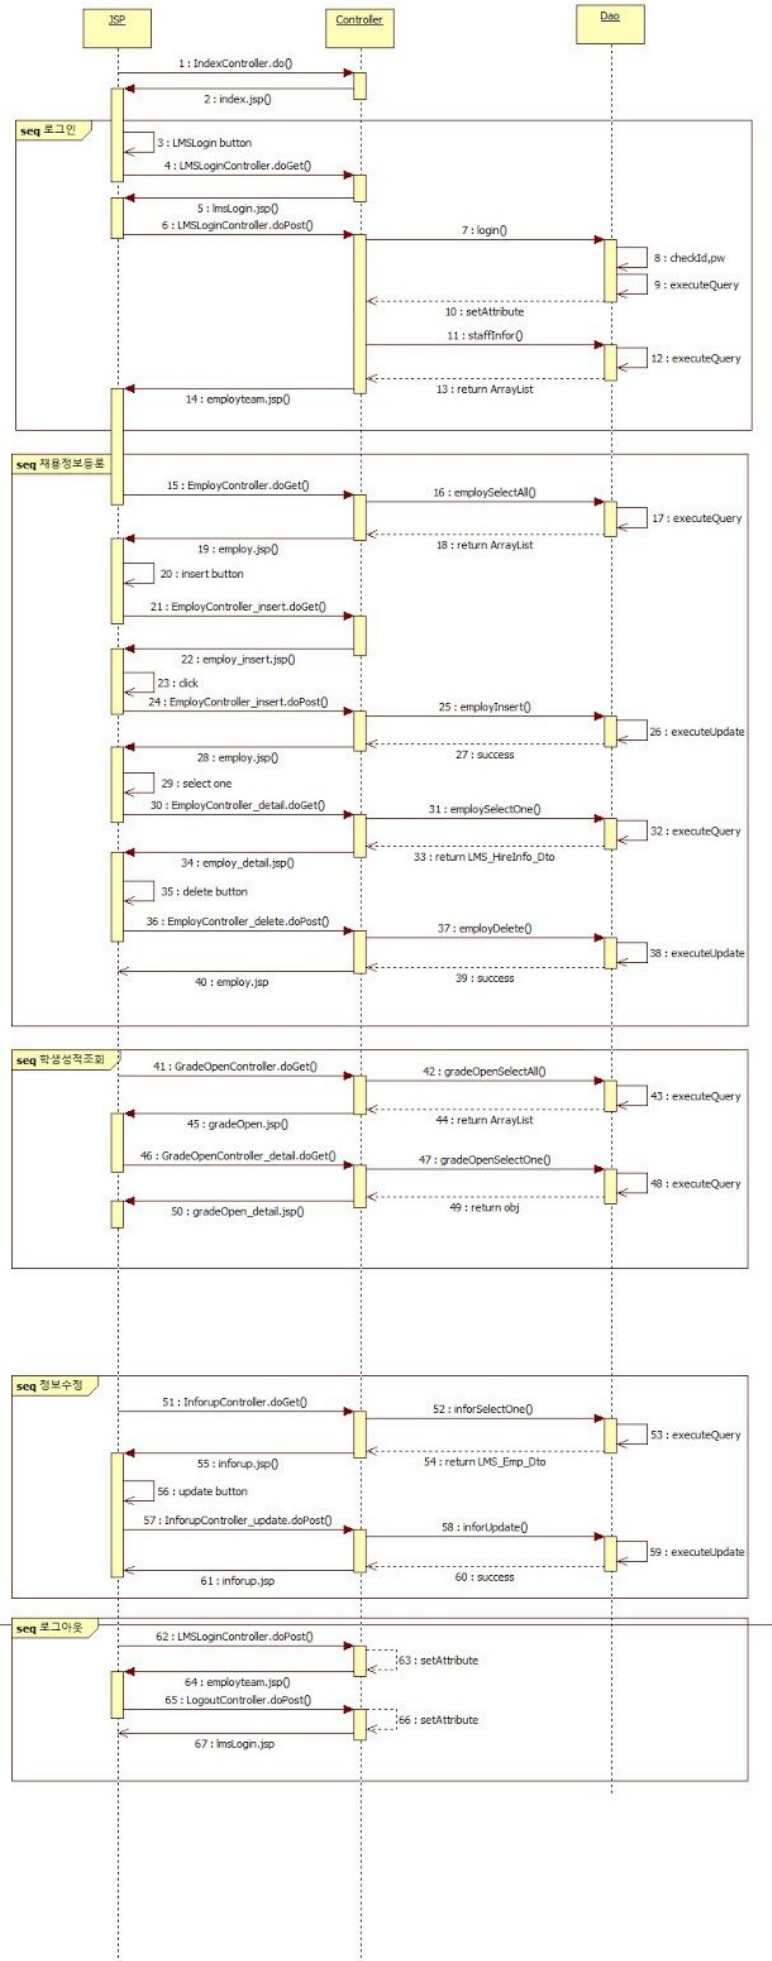 JSP
Controller
Dao
1 : IndexController.do()
2 : index.jsp()
seq 로그인
3 : LMSLogin button
4 : LMSLoginController.doGet()
5 : lmsLogin.jsp()
6 : LMSLoginController.doPost()
7 : login()
8 : checkId,pw
9 : executeQuery
10 : setAttribute
11 : staffInfor()
12 : executeQuery
13 : return ArrayList
14 : employteam.jsp()
seq 채용정보등록
15 : EmployController.doGet()
16 : employSelectAll()
17 : executeQuery
18 : return ArrayList
19 : employ.jsp()
20 : insert button
21 : EmployController_insert.doGet()
22 : employ_insert.jsp()
23 : click
24 : EmployController_insert.doPost()
25 : employInsert()
26 : executeUpdate
27 : success
28 : employ.jsp()
29 : select one
30 : EmployController_detail.doGet()
31 : employSelectOne()
32 : executeQuery
33 : return LMS_HireInfo_Dto
34 : employ_detail.jsp()
35 : delete button
36 : EmployController_delete.doPost()
37 : employDelete()
38 : executeUpdate
39 : success
40 : employ.jsp
seq 학생성적조회
41 : GradeOpenController.doGet()
42 : gradeOpenSelectAll()
43 : executeQuery
44 : return ArrayList
45 : gradeOpen.jsp()
46 : GradeOpenController_detail.doGet()
47 : gradeOpenSelectOne()
48 : executeQuery
49 : return obj
50 : gradeOpen_detail.jsp()
seq 정보수정
51 : InforupController.doGet()
52 : inforSelectOne()
53 : executeQuery
54 : return LMS_Emp_Dto
55 : inforup.jsp()
56 : update button
57 : InforupController_update.doPost()
58 : inforUpdate()
59 : executeUpdate
60 : success
61 : inforup.jsp
seq 로그아웃
62 : LMSLoginController.doPost()
63 : setAttribute
64 : employteam.jsp()
65 : LogoutController.doPost()
66 : setAttribute
67 : lmsLogin.jsp